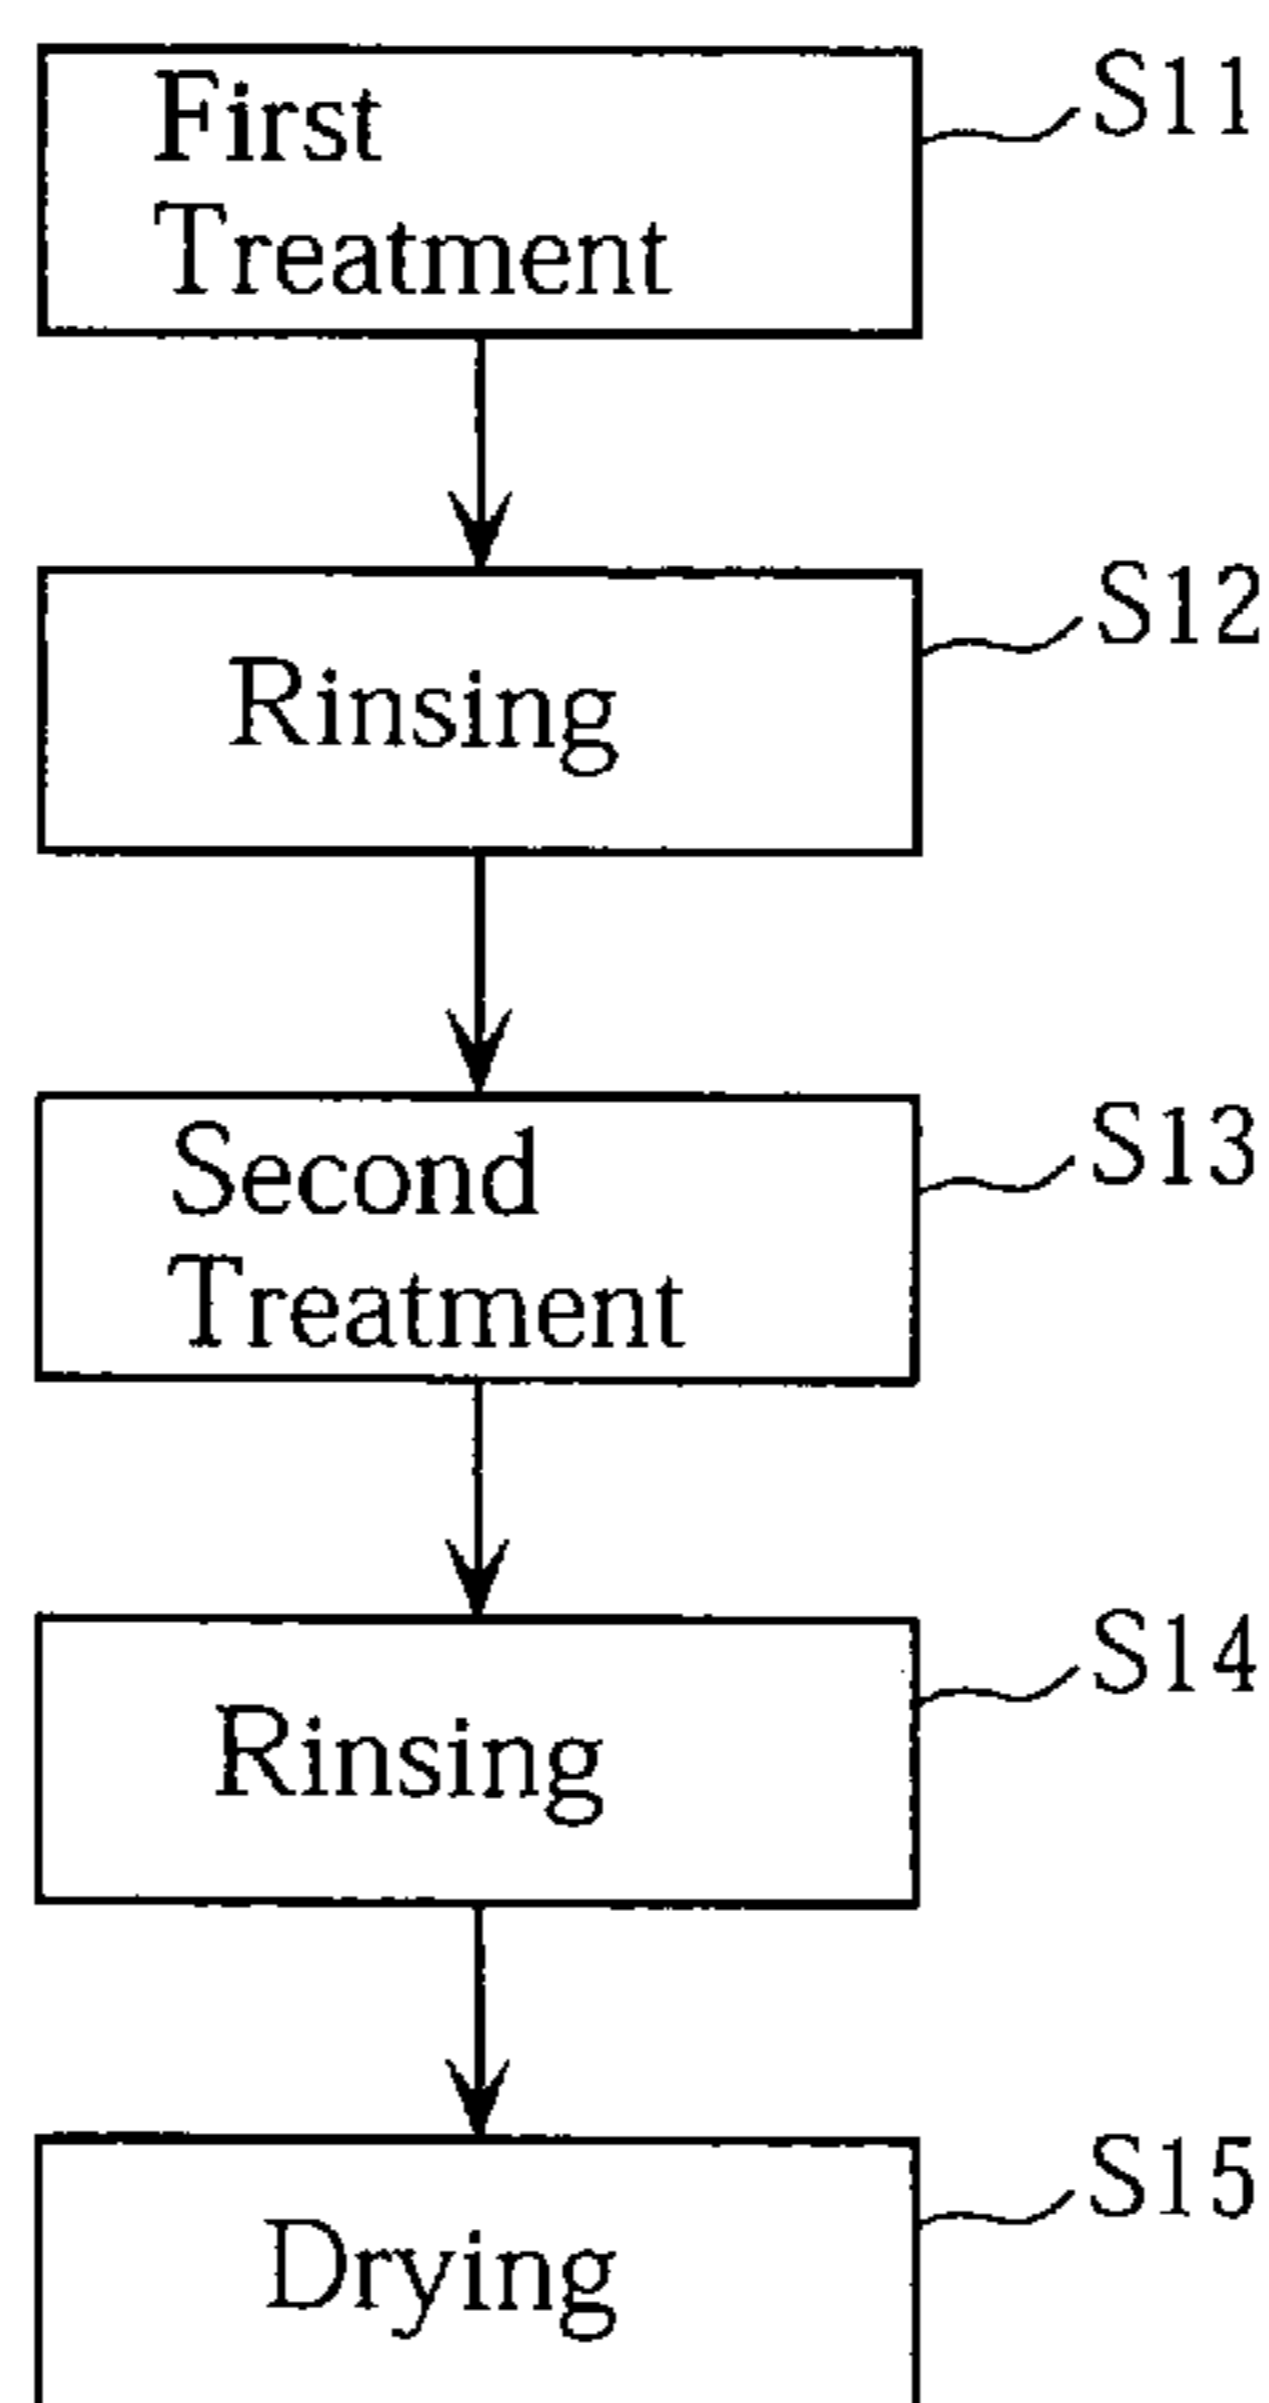 First
Treatment
S11
Rinsing
S12
Second
Treatment
S13
Rinsing
S14
Drying
S15